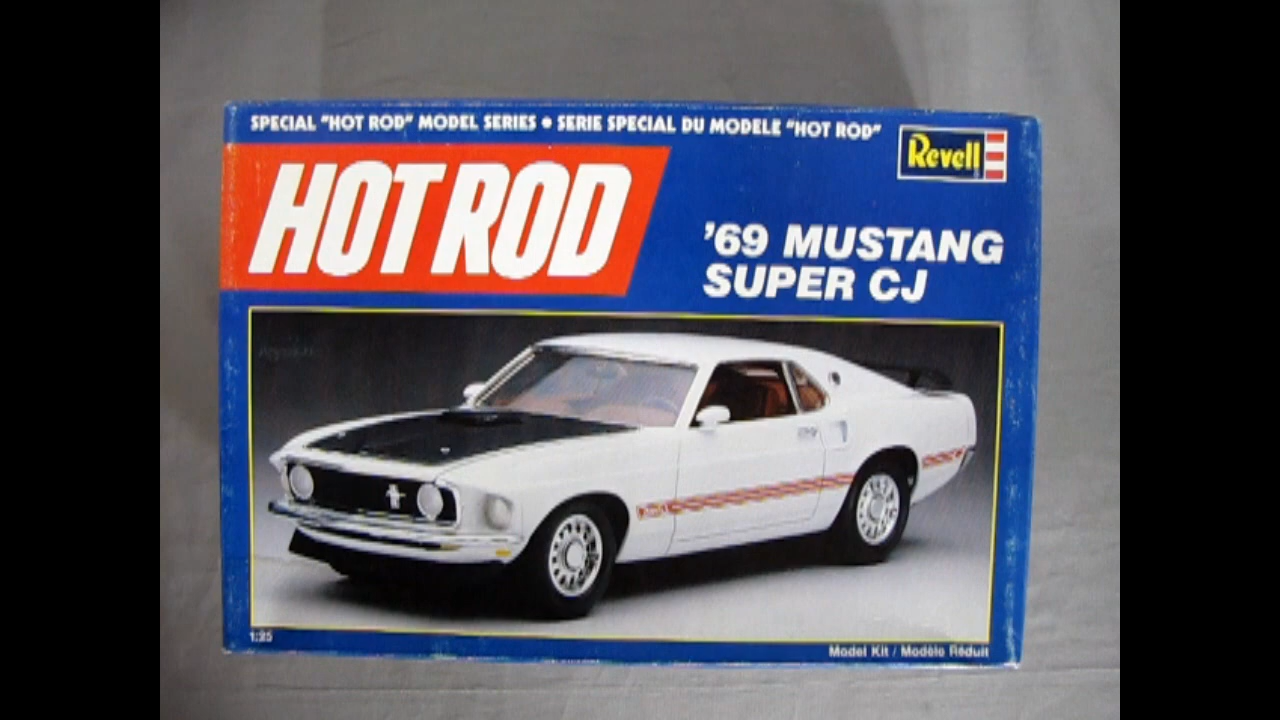 SPECIAL "HOT ROD" MODEL SERIES • SERIE SPECIAL DU MODELE "HOT ROD"
Revell
HOT ROD
'69 MUSTANG
SUPER CJ
1:25
Model Kit / Modèle Réduit